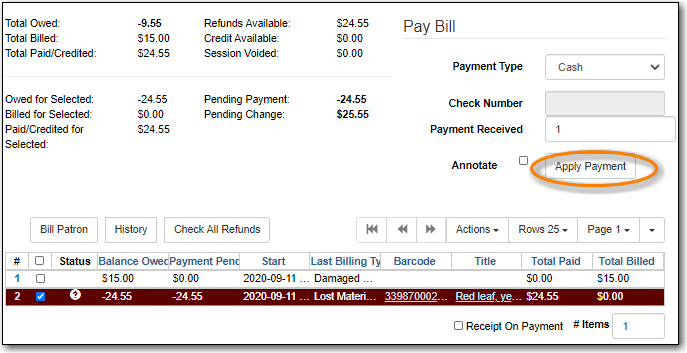 Total Owed: -9.55 Refunds Available: $24.55
Total Billed: $15.00 Credit Available: $0.00
Total Paid/Credited: $24.55 Session Voided: $0.00
Owed for Selected: -24.55 Pending Payment: -24.55
Billed for Selected: $0.00 Pending Change: $25.55
Paid/Credited for $24.55
Selected:
Pay Bill
Payment Type Cash
Check Number
Payment Received 1
Annotate Apply Payment
Bill Patron History Check All Refunds Actions Rows 25 Page 1
# Status Balance Owed Payment Pend Start Last Billing Ty Barcode Title Total Paid Total Billed
1 $15.00 $0.00 2020-09-11 ... Damaged ... $0.00 $15.00
2 ? -24.55 -24.55 2020-09-11 ... Lost Materi... 339870002... Red leaf, ye... $24.55 $0.00
Receipt On Payment # Items 1